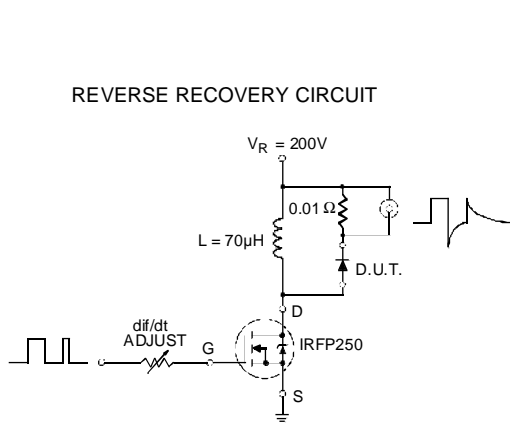 REVERSE RECOVERY CIRCUIT
VR = 200V
0.01 Ω
L = 70µH
D.U.T.
D
dif/dt
ADJUST
G
IRFP250
S